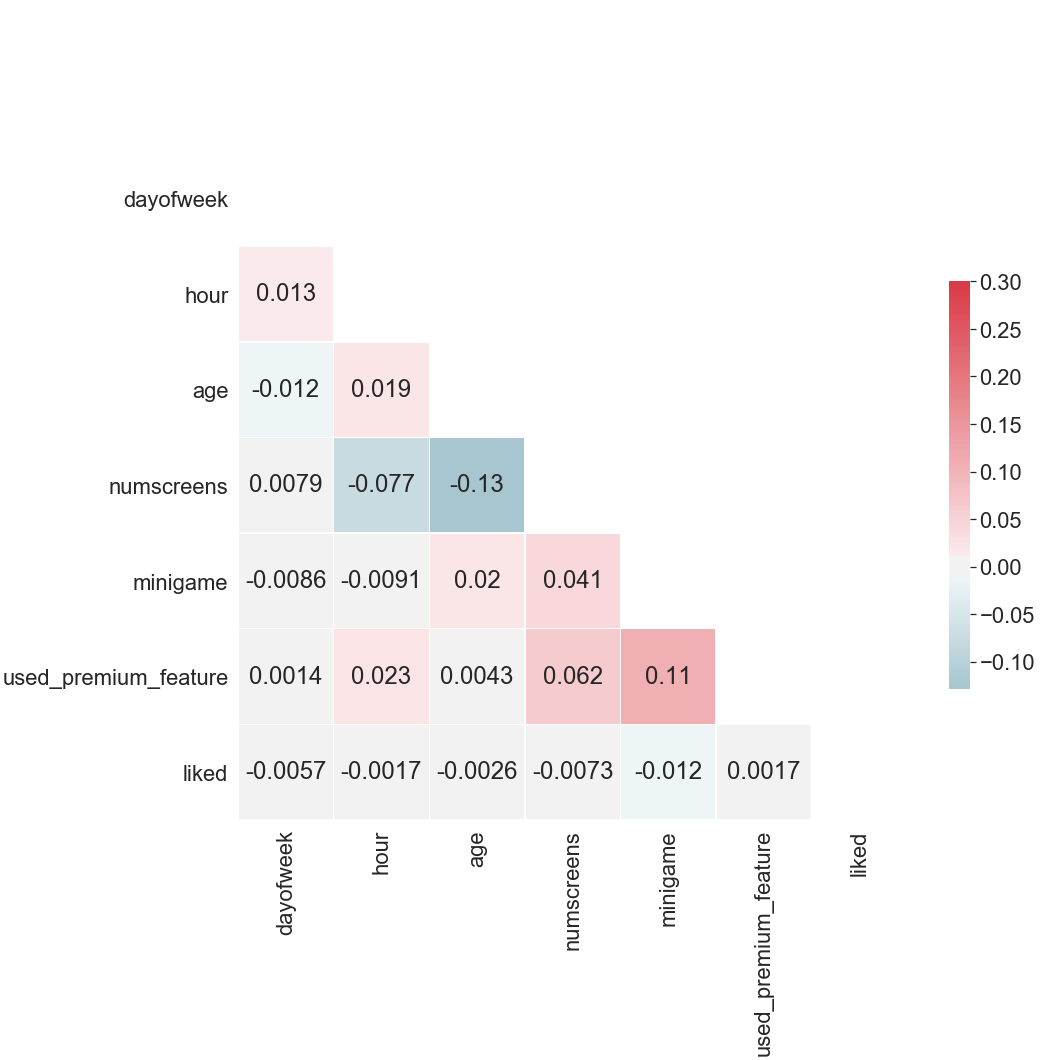 dayofweek
hour 0.013
age -0.012 0.019
numscreens 0.0079 -0.077 -0.13
minigame -0.0086 -0.0091 0.02 0.041
used_premium_feature 0.0014 0.023 0.0043 0.062 0.11
liked -0.0057 -0.0017 -0.0026 -0.0073 -0.012 0.0017
dayofweek
hour
age
numscreens
minigame
used_premium_feature
liked
0.30
0.25
0.20
0.15
0.10
0.05
0.00
−0.05
−0.10